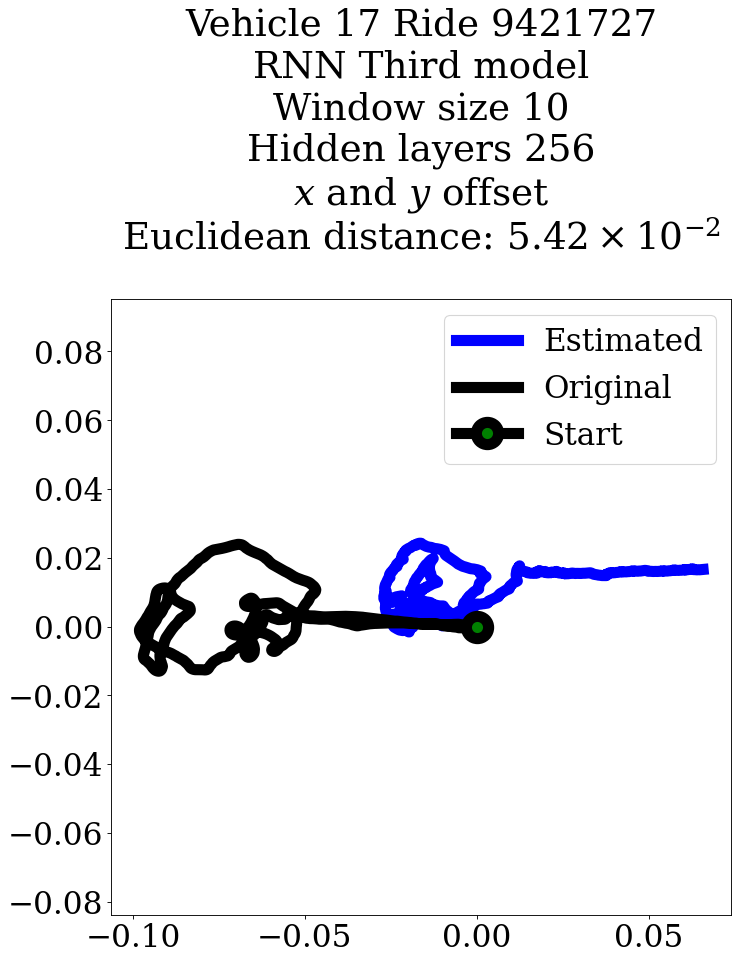 Vehicle 17 Ride 9421727
RNN Third model
Window size 10
Hidden layers 256
x and y offset
Euclidean distance: 5.42 × 10⁻²
Estimated
Original
Start
0.08
0.06
0.04
0.02
0.00
−0.02
−0.04
−0.06
−0.08
−0.10
−0.05
0.00
0.05